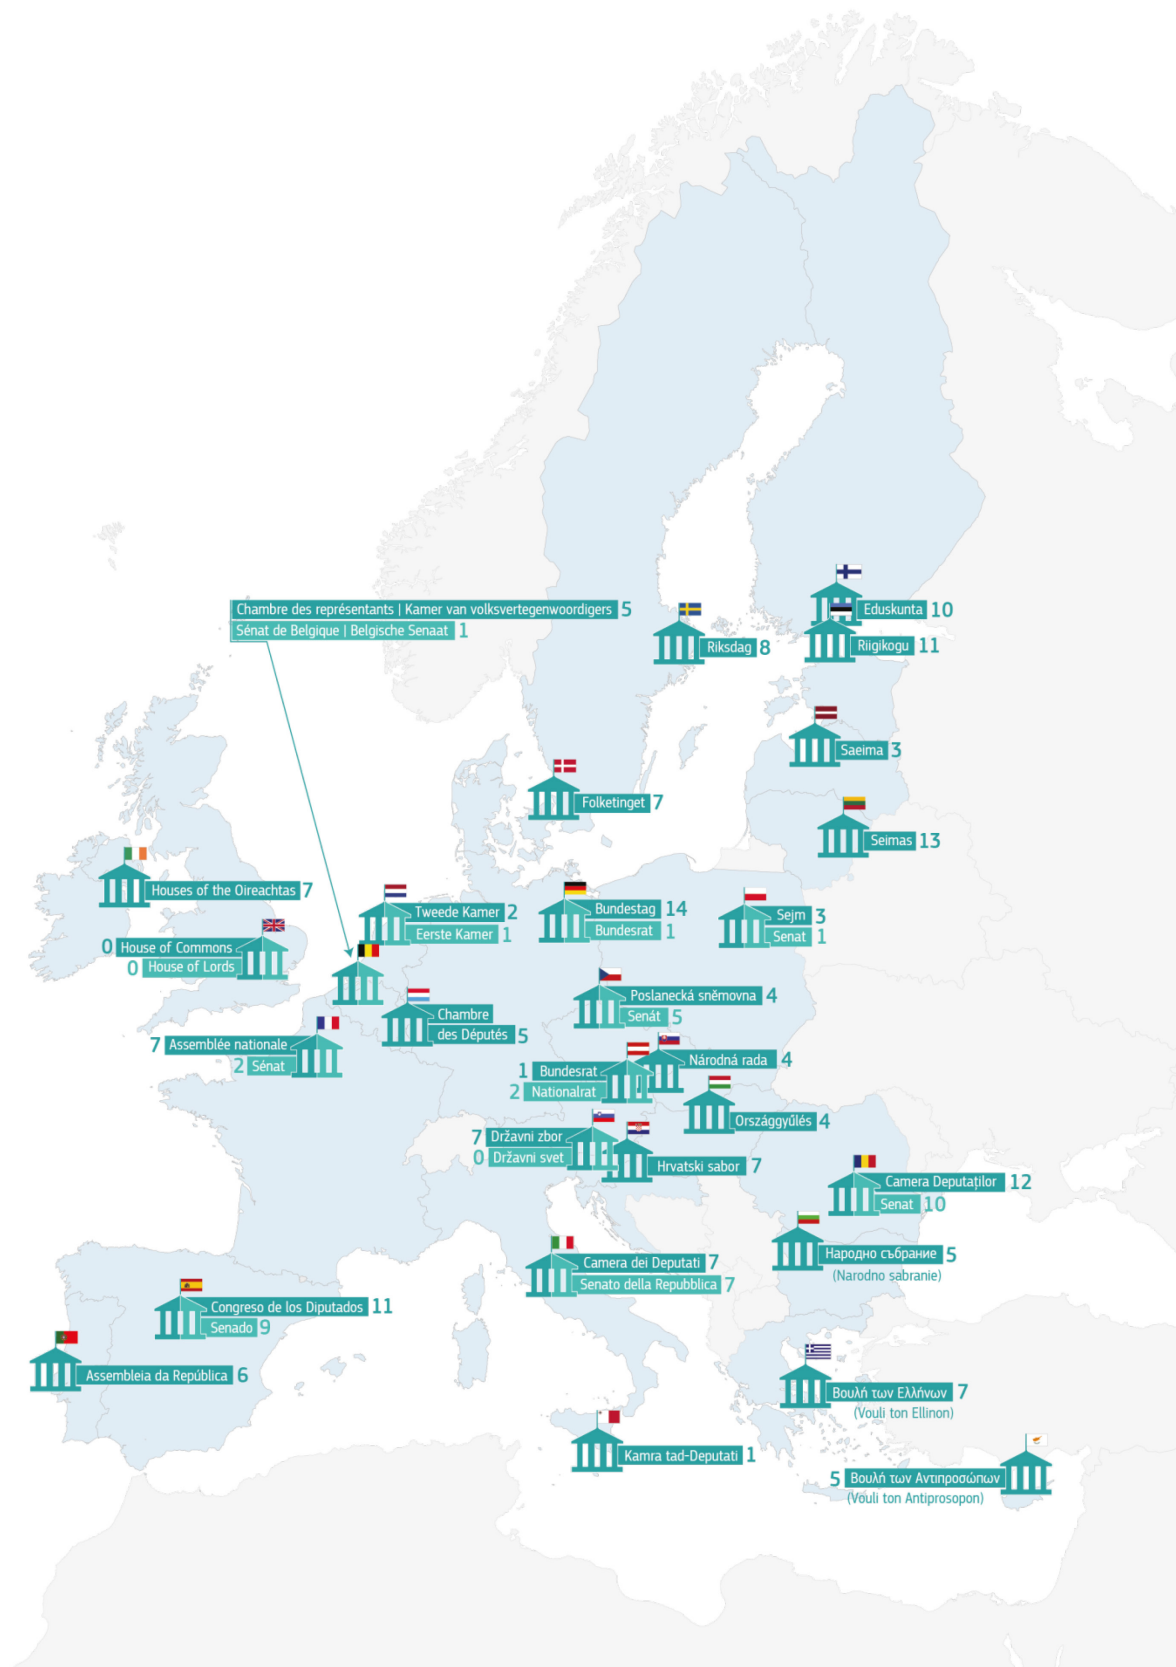 Eduskunta 10
Chambre des représentants | Kamer van volksvertegenwoordigers 5
Sénat de Belgique | Belgische Senaat 1
Riksdag 8
Riigikogu 11
Saeima 3
Folketinget 7
Seimas 13
Houses of the Oireachtas 7
Tweede Kamer 2
Eerste Kamer 1
Bundestag 14
Bundesrat 1
Sejm 3
Senat 1
0 House of Commons
0 House of Lords
Poslanecká sněmovna 4
Senát 5
Chambre
des Députés 5
7 Assemblée nationale
2 Sénat
Národná rada 4
1 Bundesrat
2 Nationalrat
Országgyűlés 4
7 Državni zbor
0 Državni svet
Hrvatski sabor 7
Camera Deputaților 12
Senat 10
Народно събрание 5
(Narodno sabranie)
Camera dei Deputati 7
Senato della Repubblica 7
Congreso de los Diputados 11
Senado 9
Assembleia da República 6
Βουλή των Ελλήνων 7
(Vouli ton Ellinon)
Kamra tad-Deputati 1
5 Βουλή των Αντιπροσώπων
(Vouli ton Antiprosopon)